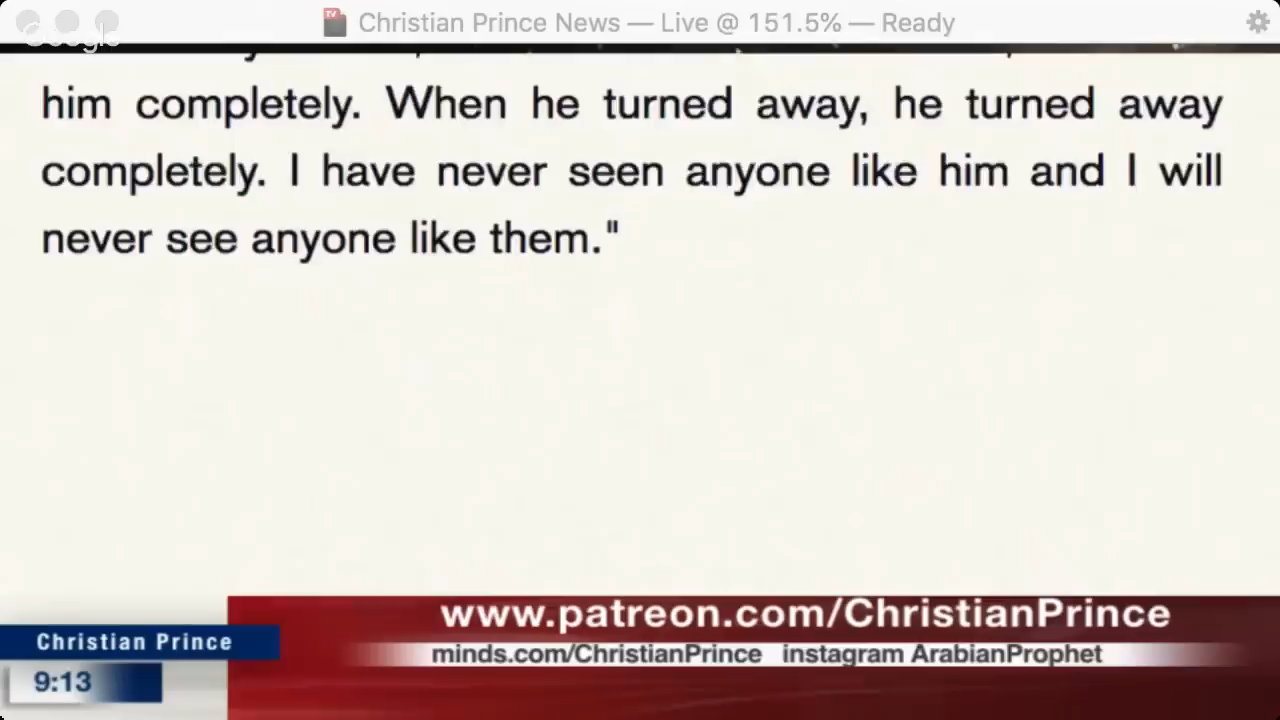 Christian Prince News — Live @ 151.5% — Ready
Google
him completely. When he turned away, he turned away
completely. I have never seen anyone like him and I will
never see anyone like them."
www.patreon.com/ChristianPrince
Christian Prince
minds.com/ChristianPrince instagram ArabianProphet
9:13